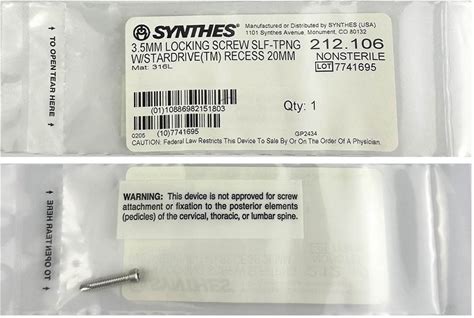 TO OPEN TEAR HERE
SYNTHES®
Manufactured or Distributed by SYNTHES (USA)
1101 Synthes Avenue, Monument, CO 80132
3.5MM LOCKING SCREW SLF-TPNG
212.106
W/STARDRIVE(TM) RECESS 20MM
NONSTERILE
Mat: 316L
LOT 7741695
(01)10886982151803
Qty: 1
0205
(10)7741695
GP2434
CAUTION: Federal Law Restricts This Device To Sale By Or On The Order Of A Physician.
TO OPEN TEAR HERE
WARNING: This device is not approved for screw
attachment or fixation to the posterior elements
(pedicles) of the cervical, thoracic, or lumbar spine.